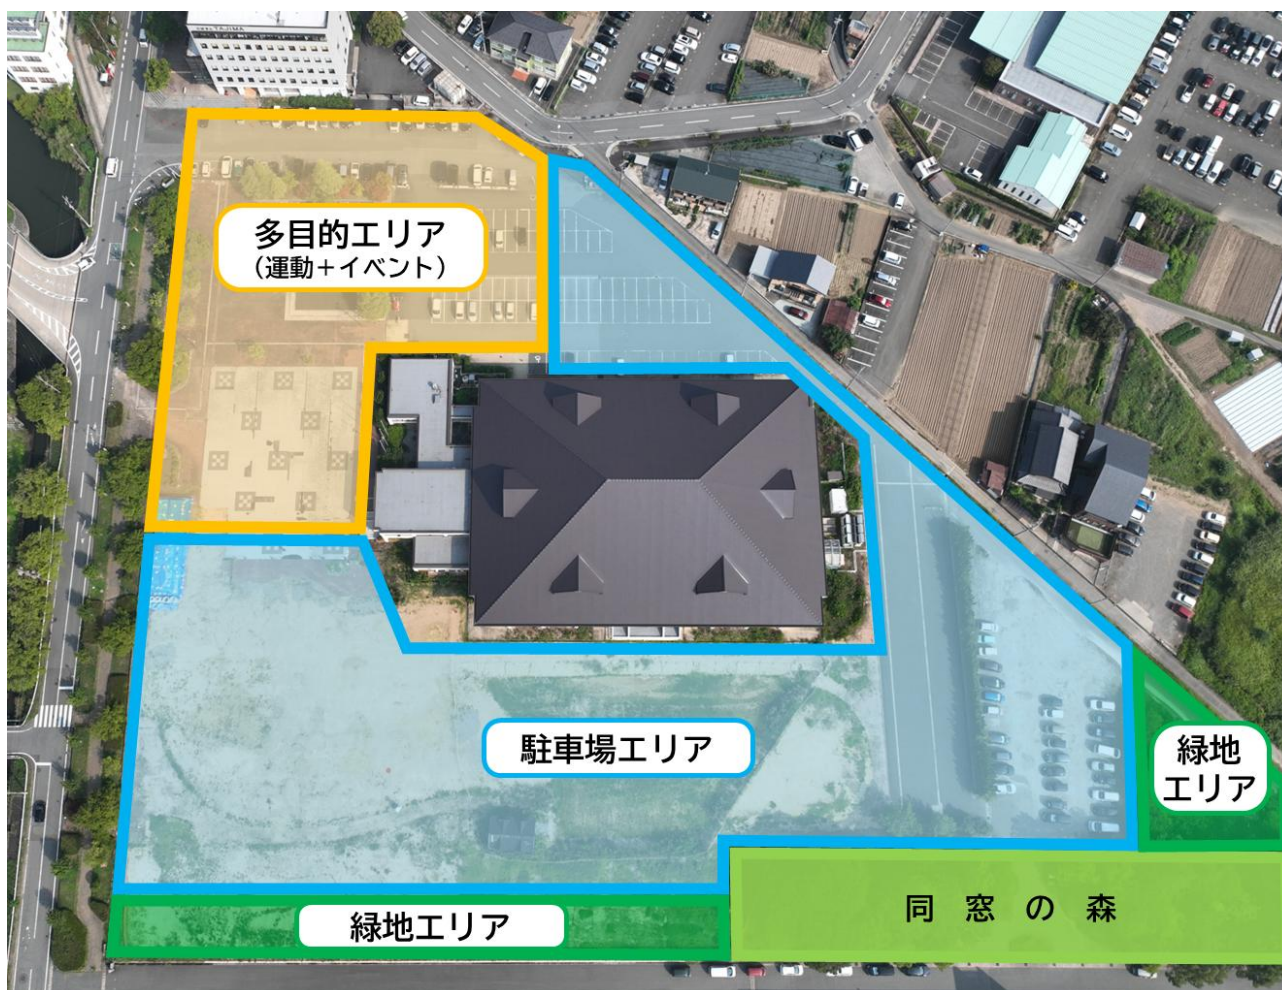 多目的エリア
（運動＋イベント）
駐車場エリア
緑地
エリア
同窓の森
緑地エリア